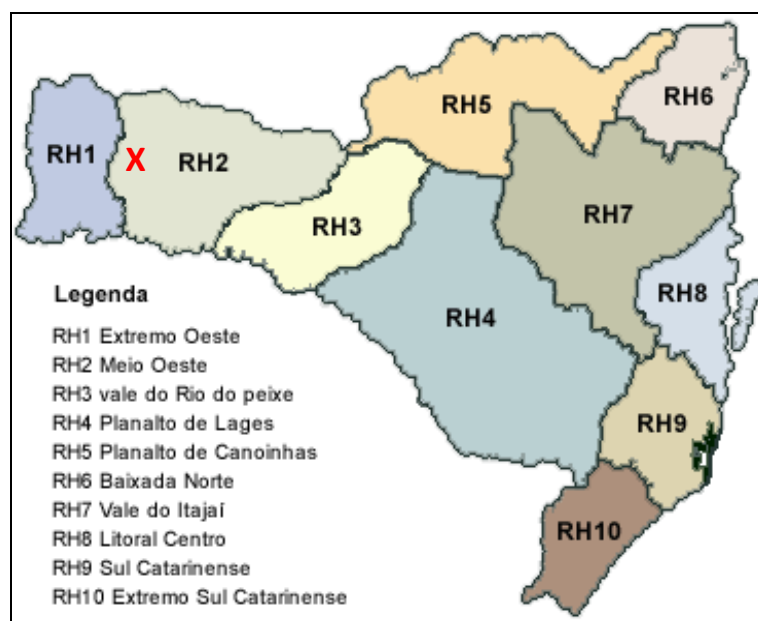 RH5
RH6
RH1
X
RH2
RH7
RH3
RH8
RH4
RH9
RH10
Legenda
RH1 Extremo Oeste
RH2 Meio Oeste
RH3 vale do Rio do peixe
RH4 Planalto de Lages
RH5 Planalto de Canoinhas
RH6 Baixada Norte
RH7 Vale do Itajaí
RH8 Litoral Centro
RH9 Sul Catarinense
RH10 Extremo Sul Catarinense